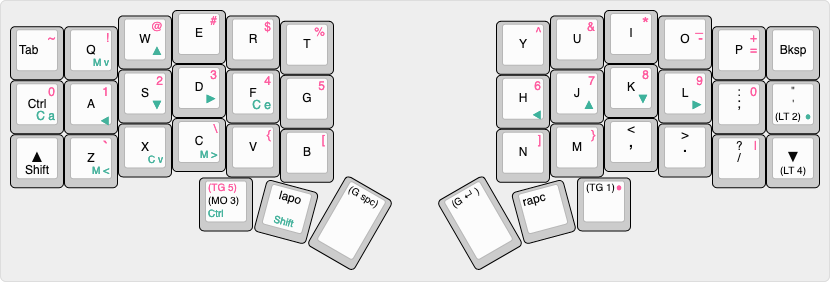 Tab ~
Q !
M v
W @
▲
E #
R $
T %
Y ^
U &
I *
O _
-
P +
=
Bksp
Ctrl 0
C a
A 1
◀
S 2
▼
D 3
▶
F 4
C e
G 5
H 6
◀
J 7
▲
K 8
▼
L 9
▶
: 0
;
"
'
(LT 2) ●
▲
Shift
Z `
M <
X
C v
C \
M >
V {
B [
N ]
M }
<
,
>
.
? |
/
▼
(LT 4)
(TG 5)
(MO 3)
Ctrl
lapo
Shift
(G spc)
(G ↵)
rapc
(TG 1) ●